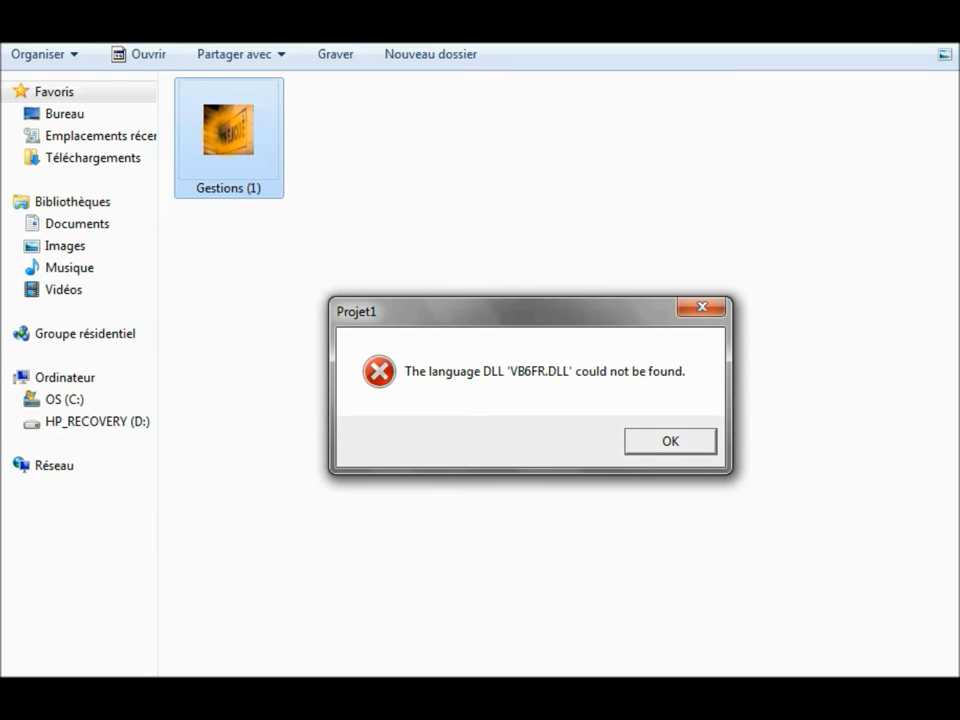 Organiser Ouvrir Partager avec Graver Nouveau dossier
Favoris
Bureau
Emplacements récer
Téléchargements
Bibliothèques
Documents
Images
Musique
Vidéos
Groupe résidentiel
Ordinateur
OS (C:)
HP_RECOVERY (D:)
Réseau
Gestions (1)
Projet1
The language DLL 'VB6FR.DLL' could not be found.
OK